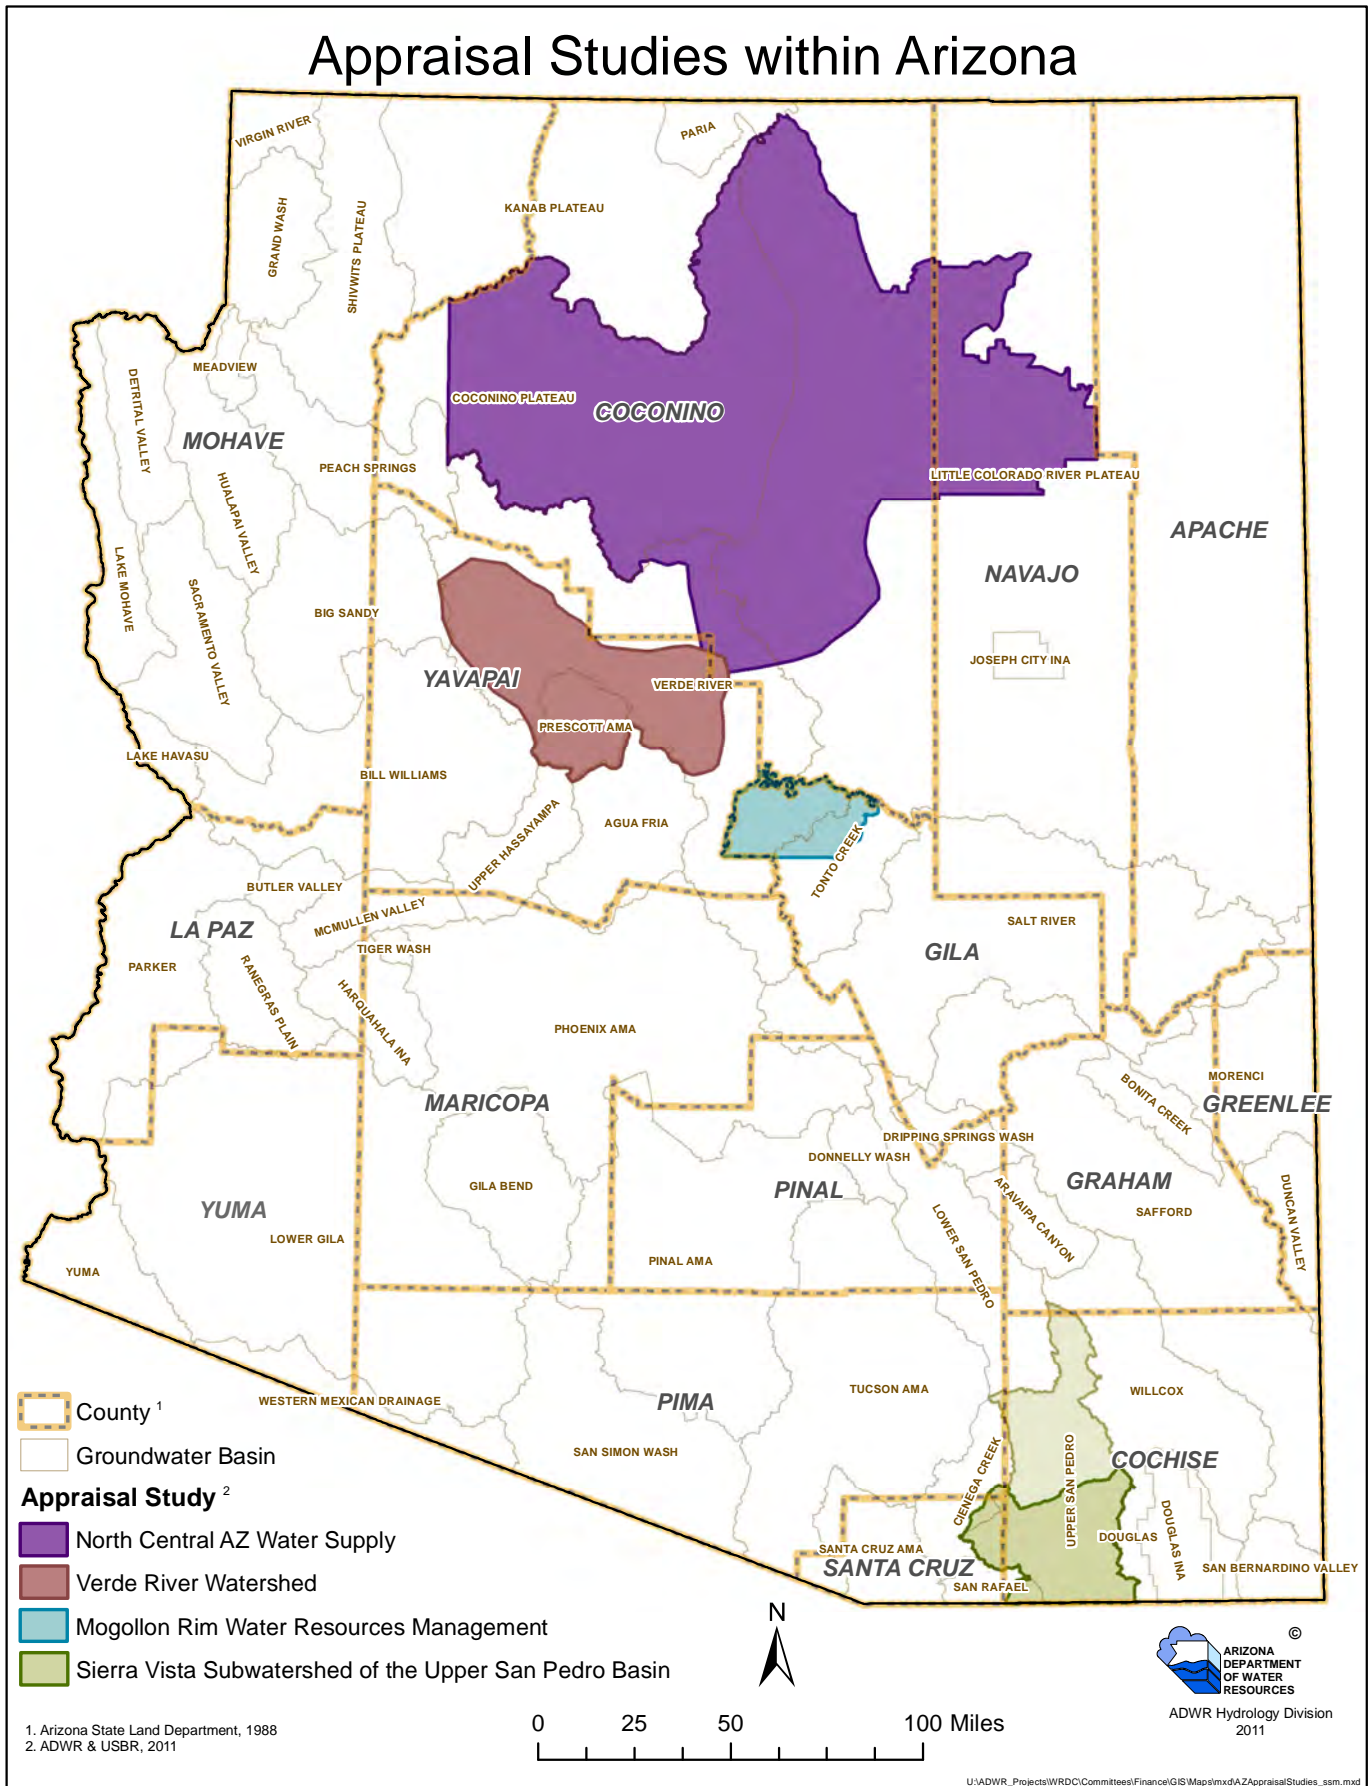 Appraisal Studies within Arizona
VIRGIN RIVER
PARIA
GRAND WASH
SHIVWITS PLATEAU
KANAB PLATEAU
MEADVIEW
DETRITAL VALLEY
COCONINO PLATEAU
COCONINO
MOHAVE
PEACH SPRINGS
HUALAPAI VALLEY
LITTLE COLORADO RIVER PLATEAU
APACHE
NAVAJO
LAKE MOHAVE
SACRAMENTO VALLEY
BIG SANDY
JOSEPH CITY INA
YAVAPAI
VERDE RIVER
PRESCOTT AMA
LAKE HAVASU
BILL WILLIAMS
UPPER HASSAYAMPA
AGUA FRIA
TONTO CREEK
BUTLER VALLEY
MCMULLEN VALLEY
LA PAZ
TIGER WASH
SALT RIVER
GILA
PARKER
RANEGRAS PLAIN
HARQUAHALA INA
PHOENIX AMA
MORENCI
BONITA CREEK
MARICOPA
GREENLEE
DRIPPING SPRINGS WASH
DONNELLY WASH
GILA BEND
PINAL
ARAVAIPA CANYON
GRAHAM
SAFFORD
DUNCAN VALLEY
YUMA
LOWER GILA
LOWER SAN PEDRO
YUMA
PINAL AMA
WESTERN MEXICAN DRAINAGE
PIMA
TUCSON AMA
WILLCOX
SAN SIMON WASH
CIENEGA CREEK
UPPER SAN PEDRO
COCHISE
DOUGLAS
DOUGLAS INA
SANTA CRUZ AMA
SANTA CRUZ
SAN RAFAEL
SAN BERNARDINO VALLEY
County 1
Groundwater Basin
Appraisal Study 2
North Central AZ Water Supply
Verde River Watershed
Mogollon Rim Water Resources Management
Sierra Vista Subwatershed of the Upper San Pedro Basin
N
0 25 50 100 Miles
1. Arizona State Land Department, 1988
2. ADWR & USBR, 2011
©
ARIZONA
DEPARTMENT
OF WATER
RESOURCES
ADWR Hydrology Division
2011
U:\ADWR_Projects\WRDC\Committees\Finance\GIS\Maps\mxd\AZAppraisalStudies_ssm.mxd